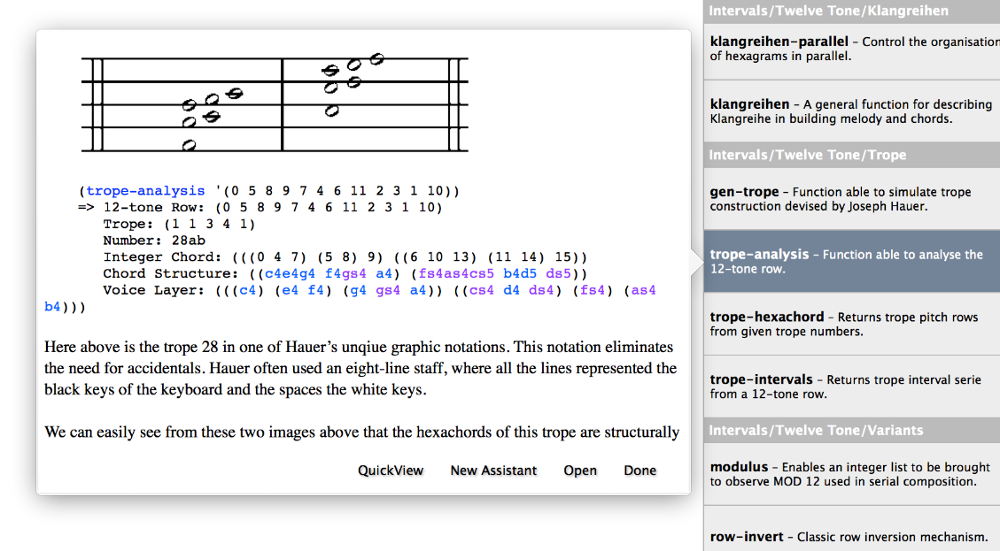 (trope-analysis '(0 5 8 9 7 4 6 11 2 3 1 10))
=> 12-tone Row: (0 5 8 9 7 4 6 11 2 3 1 10)
Trope: (1 1 3 4 1)
Number: 28ab
Integer Chord: (((0 4 7) (5 8) 9) ((6 10 13) (11 14) 15))
Chord Structure: ((c4e4g4 f4gs4 a4) (fs4as4cs5 b4d5 ds5))
Voice Layer: (((c4) (e4 f4) (g4 gs4 a4)) ((cs4 d4 ds4) (fs4) (as4
b4)))
Here above is the trope 28 in one of Hauer's unqiue graphic notations. This notation eliminates
the need for accidentals. Hauer often used an eight-line staff, where all the lines represented the
black keys of the keyboard and the spaces the white keys.
We can easily see from these two images above that the hexachords of this trope are structurally
QuickView New Assistant Open Done
Intervals/Twelve Tone/Klangreihen
klangreihen-parallel – Control the organisation
of hexagrams in parallel.
klangreihen – A general function for describing
Klangreihe in building melody and chords.
Intervals/Twelve Tone/Trope
gen-trope – Function able to simulate trope
construction devised by Joseph Hauer.
trope-analysis – Function able to analyse the
12-tone row.
trope-hexachord – Returns trope pitch rows
from given trope numbers.
trope-intervals – Returns trope interval serie
from a 12-tone row.
Intervals/Twelve Tone/Variants
modulus – Enables an integer list to be brought
to observe MOD 12 used in serial composition.
row-invert – Classic row inversion mechanism.